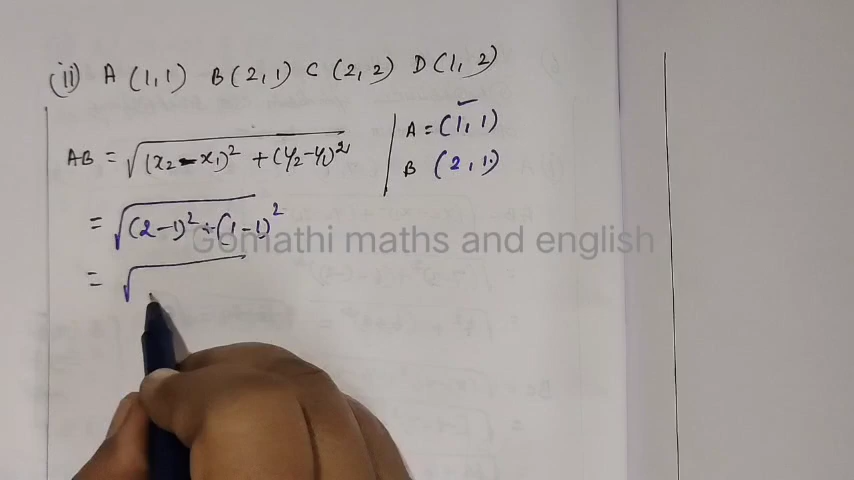 (ii) A (1,1) B(2,1) C (2,2) D(1, 2)
AB = √(x₂-x₁)² + (y₂-y₁)²
A = (1, 1)
B (2, 1)
= √(2-1)² + (1-1)²
Gomathi maths and english
= √